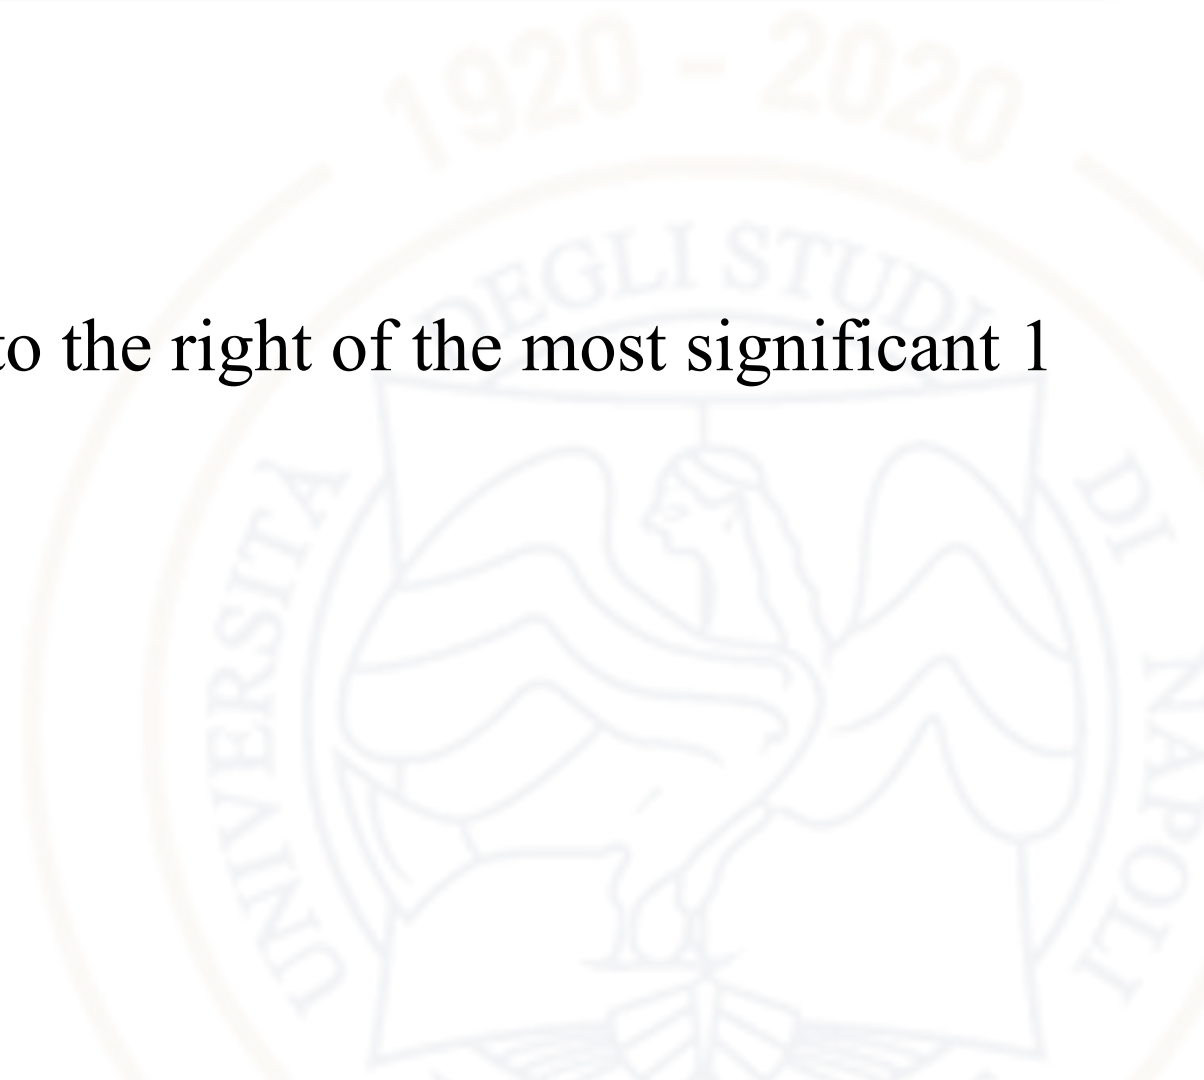 1920 - 2020
DEGLI STUDI
to the right of the most significant 1
UNIVERSITÀ
DI NAPOLI